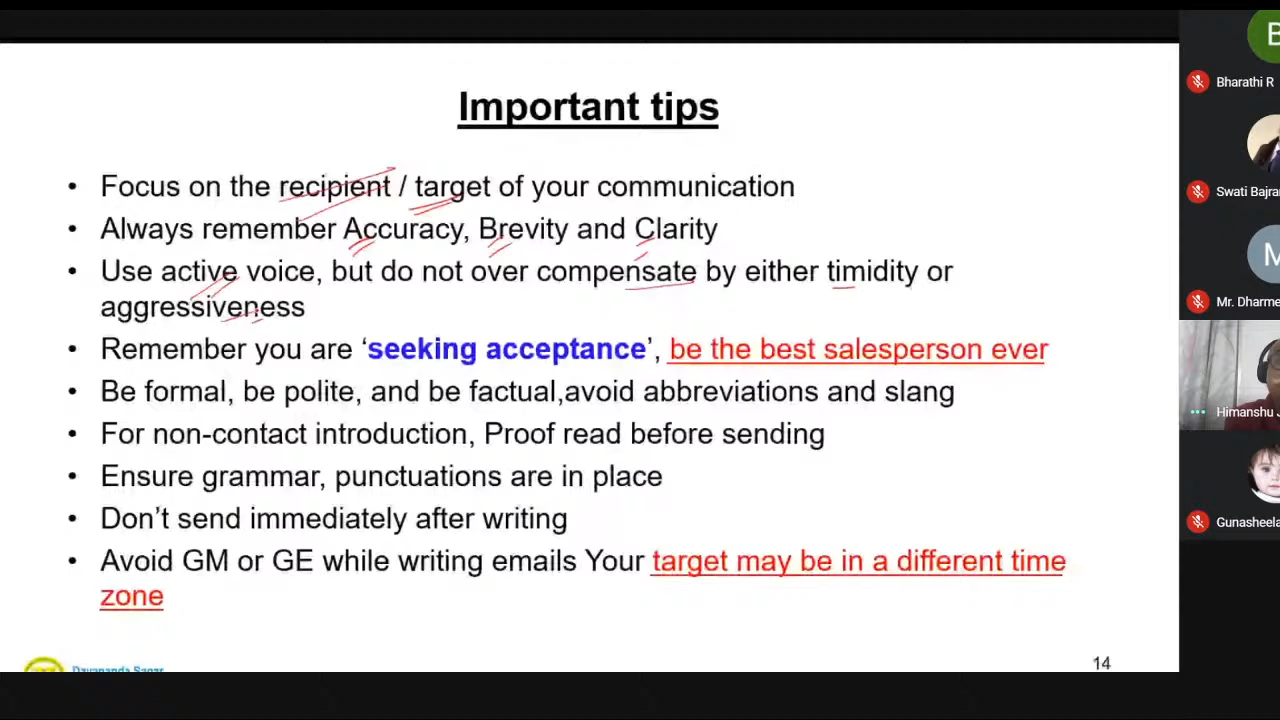 Important tips
• Focus on the recipient / target of your communication
• Always remember Accuracy, Brevity and Clarity
• Use active voice, but do not over compensate by either timidity or
aggressiveness
• Remember you are ‘seeking acceptance’, be the best salesperson ever
• Be formal, be polite, and be factual,avoid abbreviations and slang
• For non-contact introduction, Proof read before sending
• Ensure grammar, punctuations are in place
• Don’t send immediately after writing
• Avoid GM or GE while writing emails Your target may be in a different time
zone
Dayananda Sagar
14
B
Bharathi R
Swati Bajra
M
Mr. Dharme
Himanshu J
Gunasheela